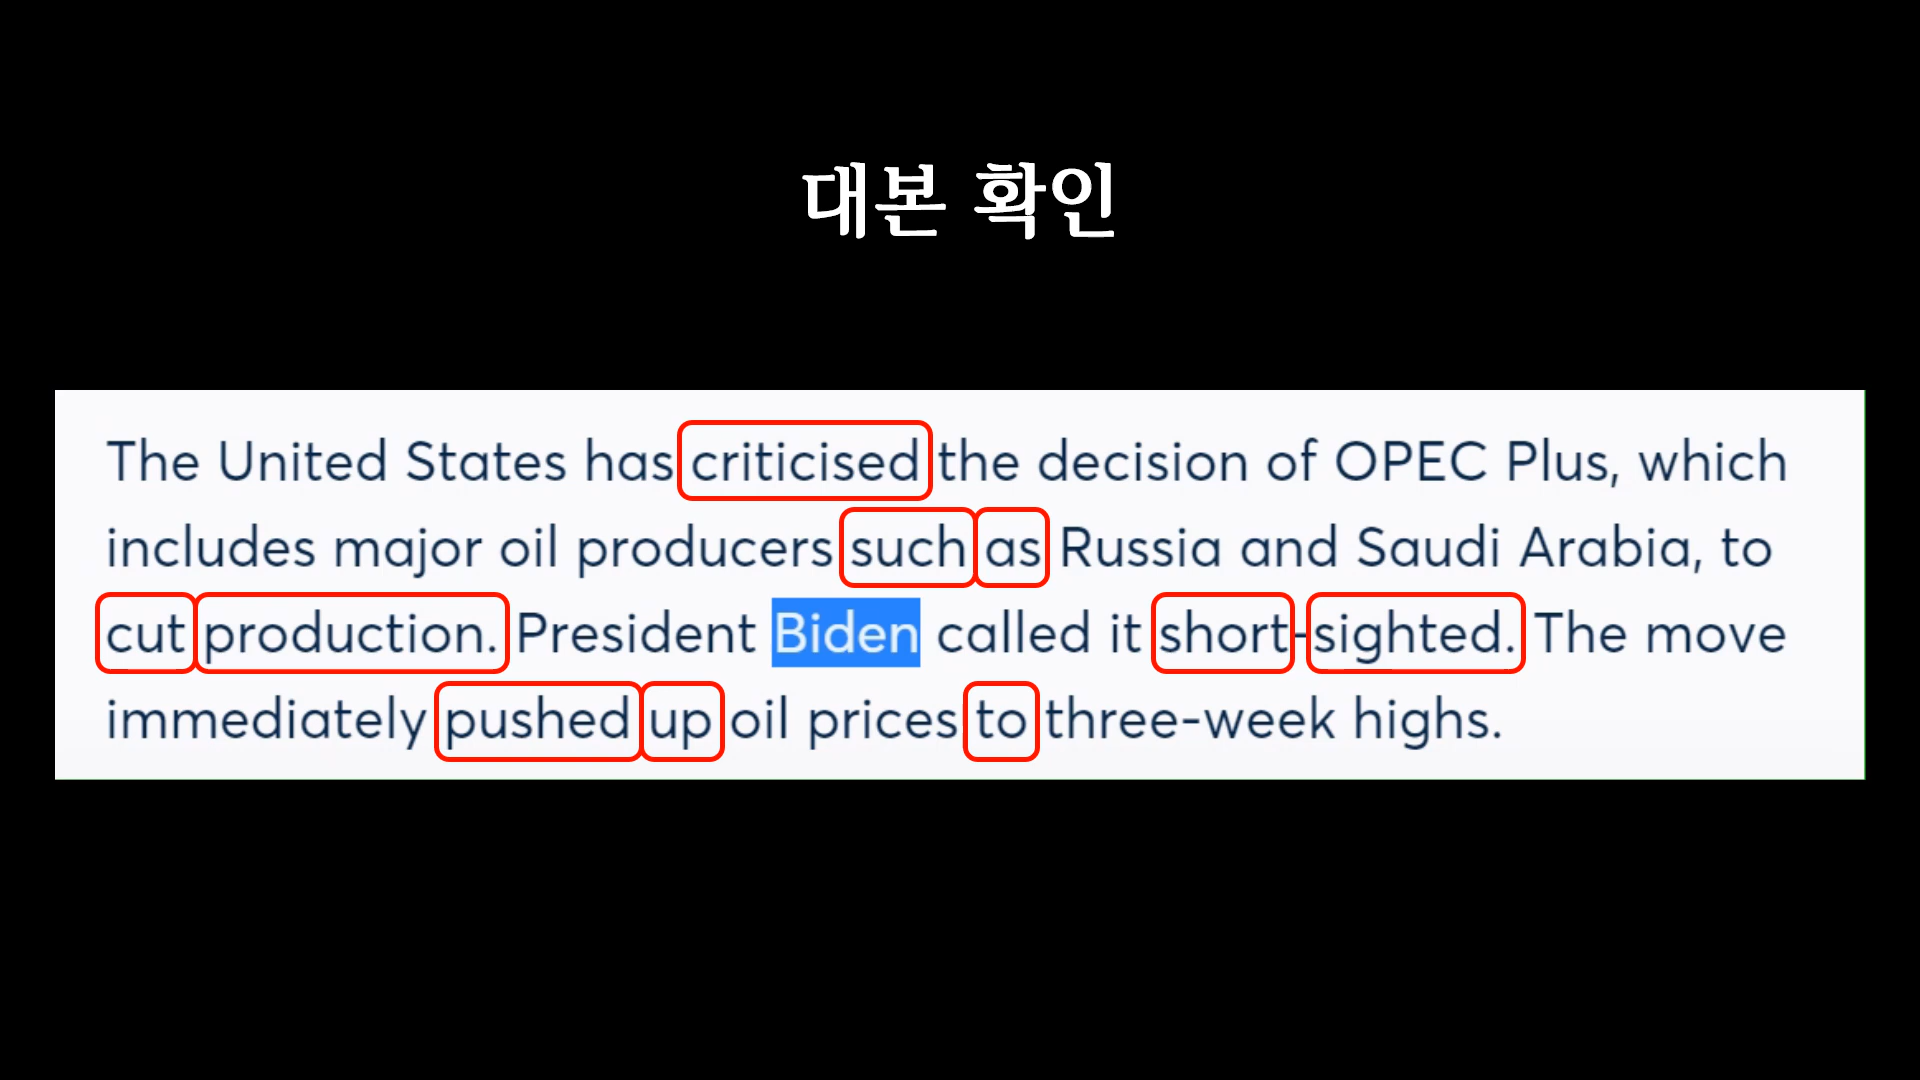 대본 확인
The United States has criticised the decision of OPEC Plus, which
includes major oil producers such as Russia and Saudi Arabia, to
cut production. President Biden called it short-sighted. The move
immediately pushed up oil prices to three-week highs.